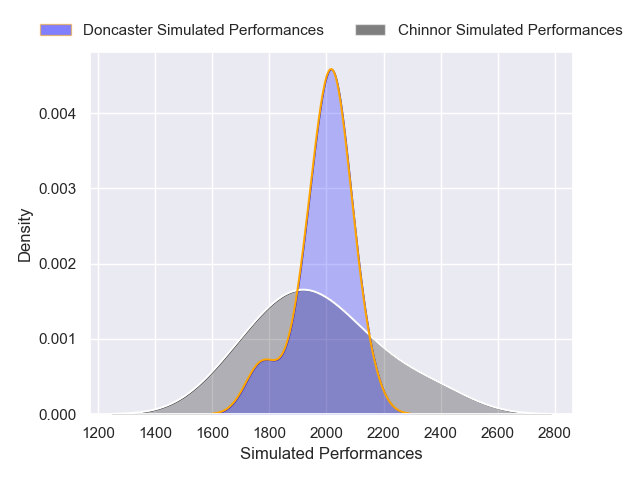 Doncaster Simulated Performances
Chinnor Simulated Performances
0.004
0.003
0.002
0.001
0.000
Density
1200 1400 1600 1800 2000 2200 2400 2600 2800
Simulated Performances